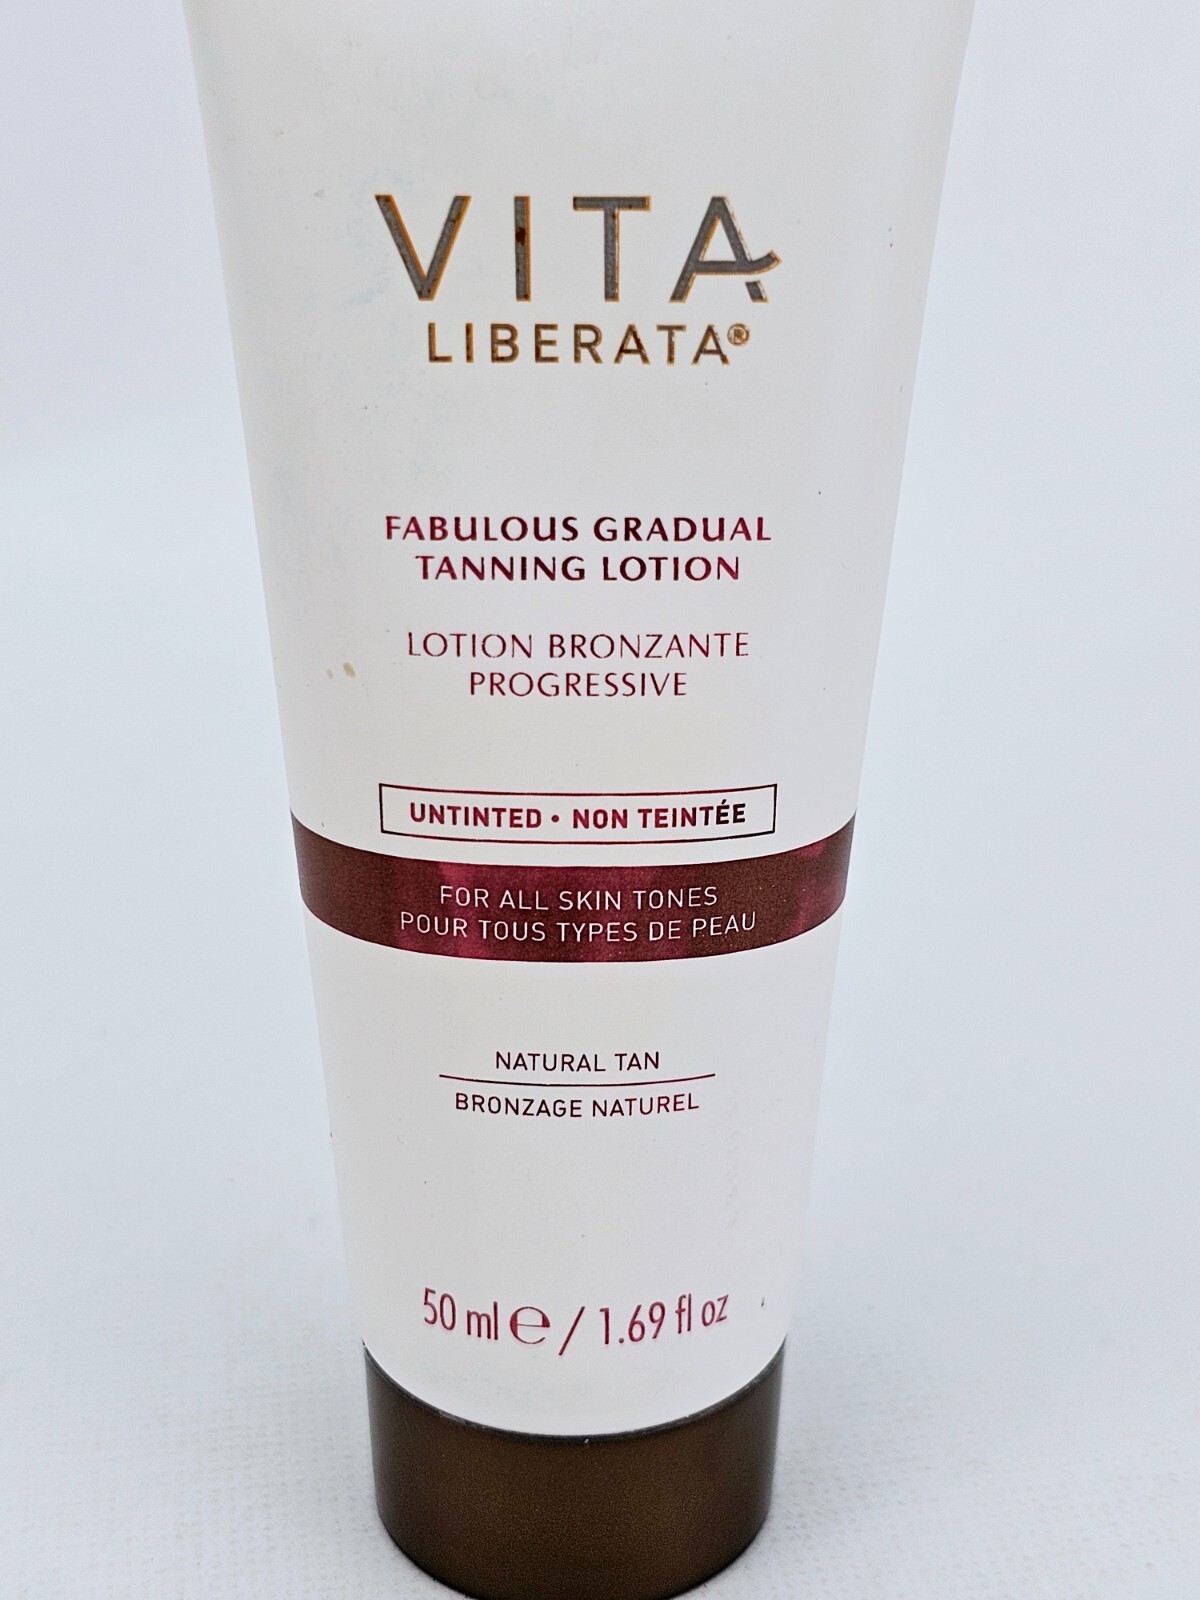 VITA
LIBERATA®
FABULOUS GRADUAL
TANNING LOTION
LOTION BRONZANTE
PROGRESSIVE
UNTINTED • NON TEINTÉE
FOR ALL SKIN TONES
POUR TOUS TYPES DE PEAU
NATURAL TAN
BRONZAGE NATUREL
50 ml ℮ / 1.69 fl oz